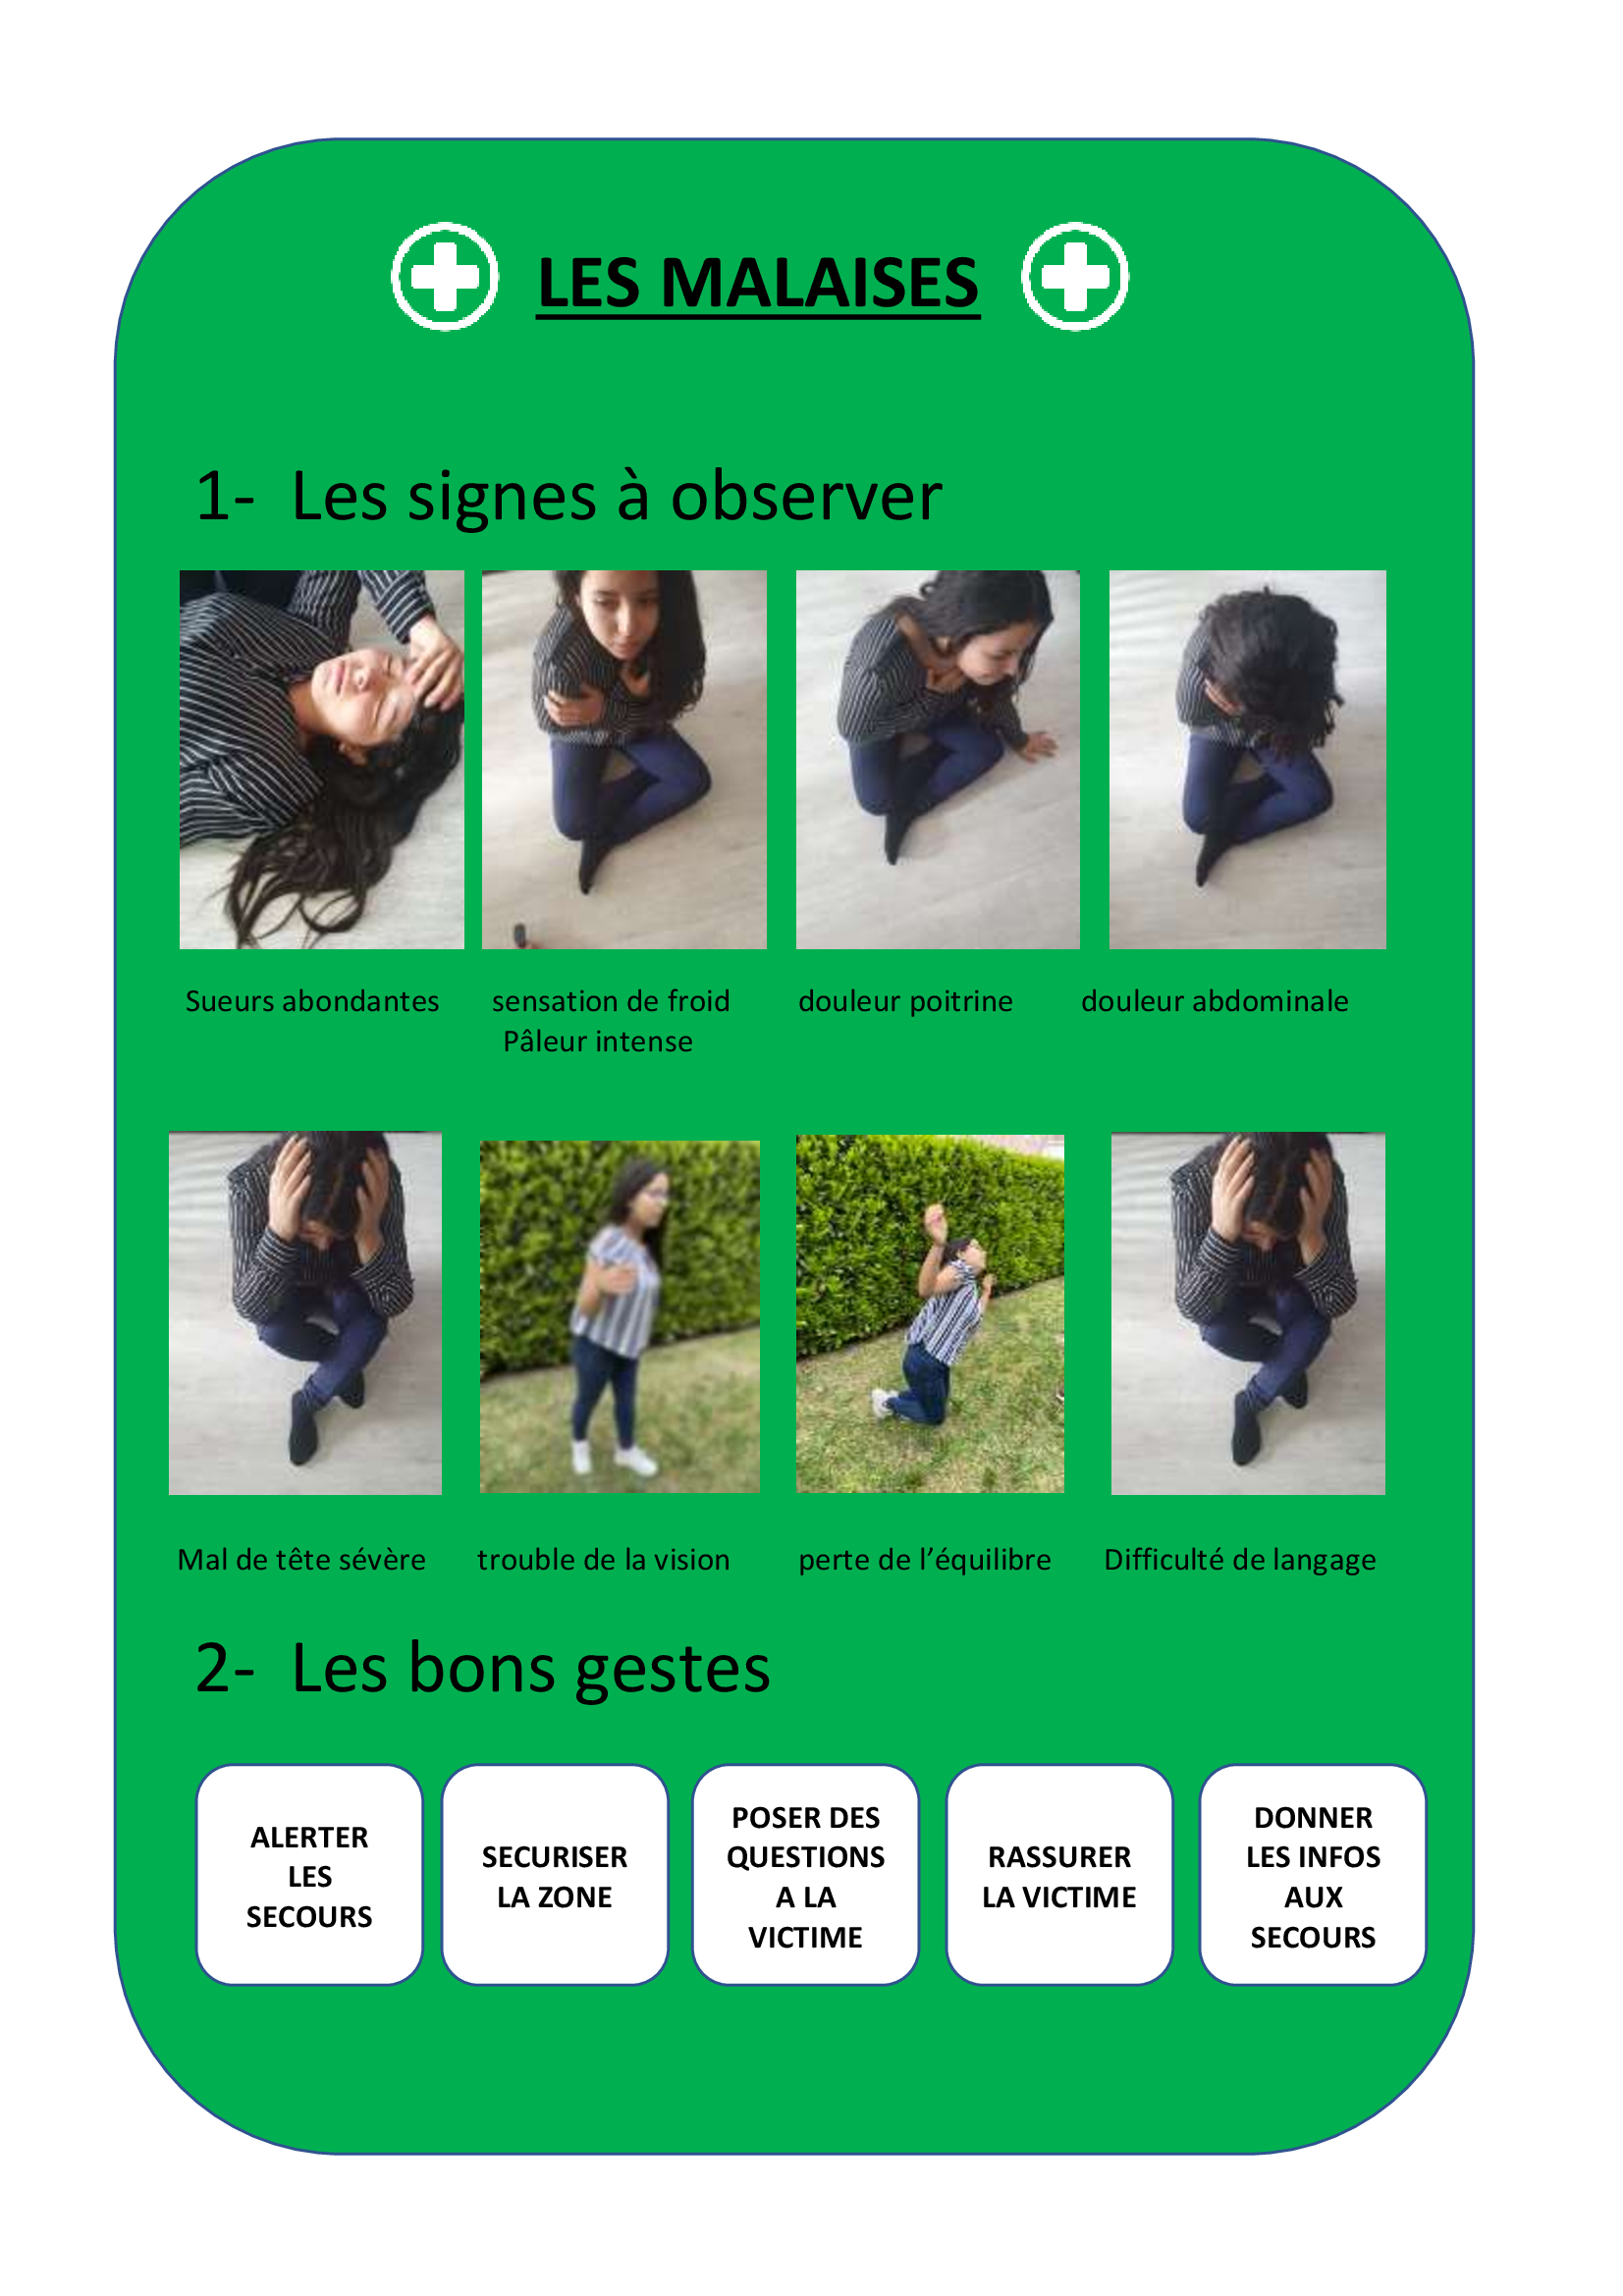 LES MALAISES
1- Les signes à observer
Sueurs abondantes sensation de froid douleur poitrine douleur abdominale
Pâleur intense
Mal de tête sévère trouble de la vision perte de l’équilibre Difficulté de langage
2- Les bons gestes
ALERTER
LES
SECOURS
SECURISER
LA ZONE
POSER DES
QUESTIONS
A LA
VICTIME
RASSURER
LA VICTIME
DONNER
LES INFOS
AUX
SECOURS